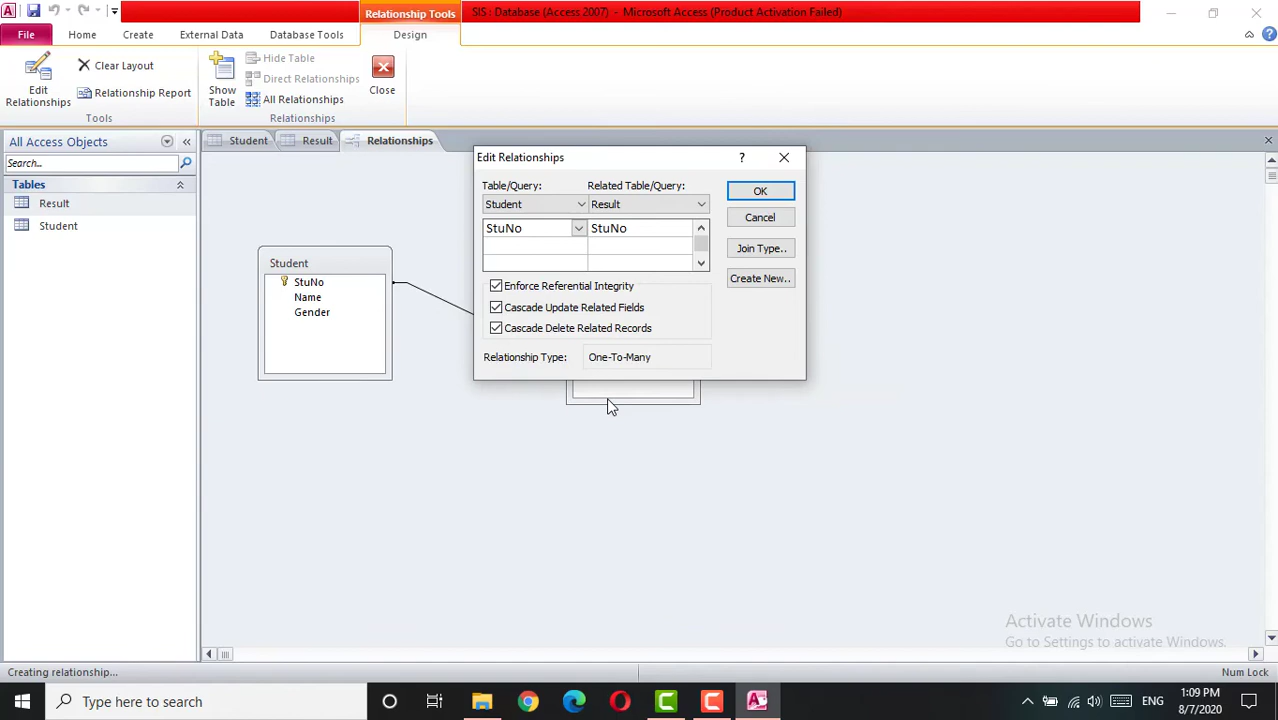 Relationship Tools
SIS : Database (Access 2007) - Microsoft Access (Product Activation Failed)
File
Home
Create
External Data
Database Tools
Design
Edit
Relationships
Clear Layout
Relationship Report
Tools
Show
Table
Hide Table
Direct Relationships
All Relationships
Close
Relationships
All Access Objects
Student
Result
Relationships
Search..
Tables
Result
Student
Student
StuNo
Name
Gender
Edit Relationships
?
Table/Query:
Related Table/Query:
Student
Result
StuNo
StuNo
Enforce Referential Integrity
Cascade Update Related Fields
Cascade Delete Related Records
Relationship Type:
One-To-Many
OK
Cancel
Join Type..
Create New..
Activate Windows
Go to Settings to activate Windows.
Creating relationship...
Num Lock
Type here to search
ENG
1:09 PM
8/7/2020